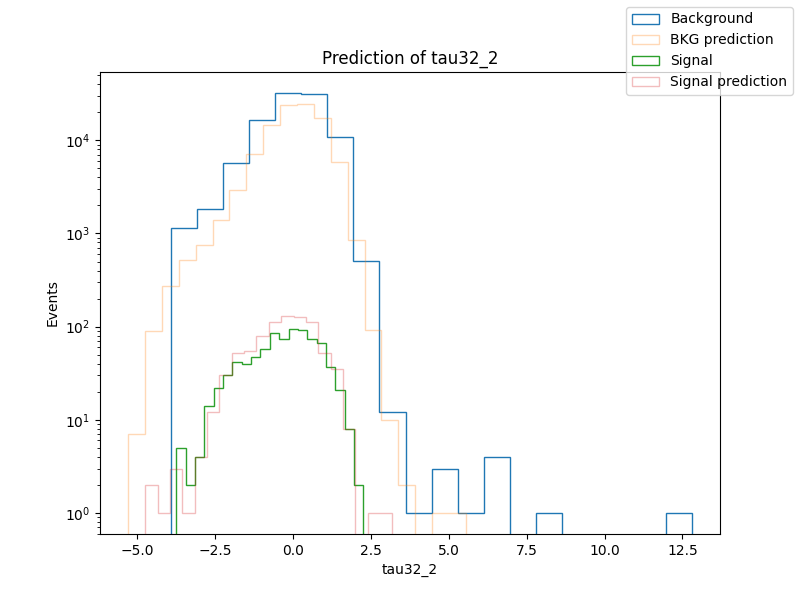 Prediction of tau32_2
Background
BKG prediction
Signal
Signal prediction
Events
10⁴
10³
10²
10¹
10⁰
−5.0 −2.5 0.0 2.5 5.0 7.5 10.0 12.5
tau32_2